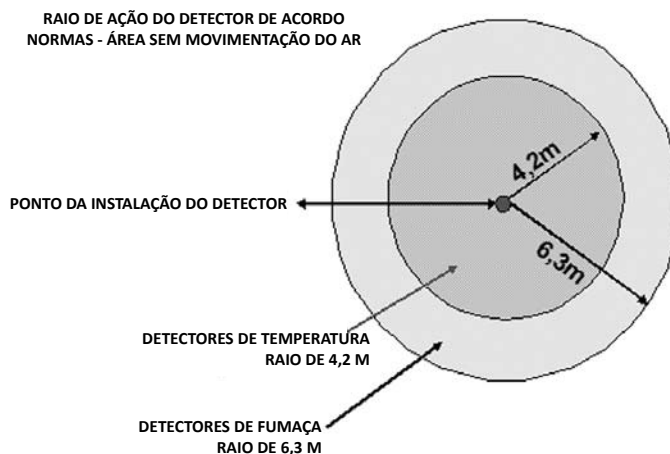 RAIO DE AÇÃO DO DETECTOR DE ACORDO
NORMAS - ÁREA SEM MOVIMENTAÇÃO DO AR
4,2m
PONTO DA INSTALAÇÃO DO DETECTOR
6,3m
DETECTORES DE TEMPERATURA
RAIO DE 4,2 M
DETECTORES DE FUMAÇA
RAIO DE 6,3 M